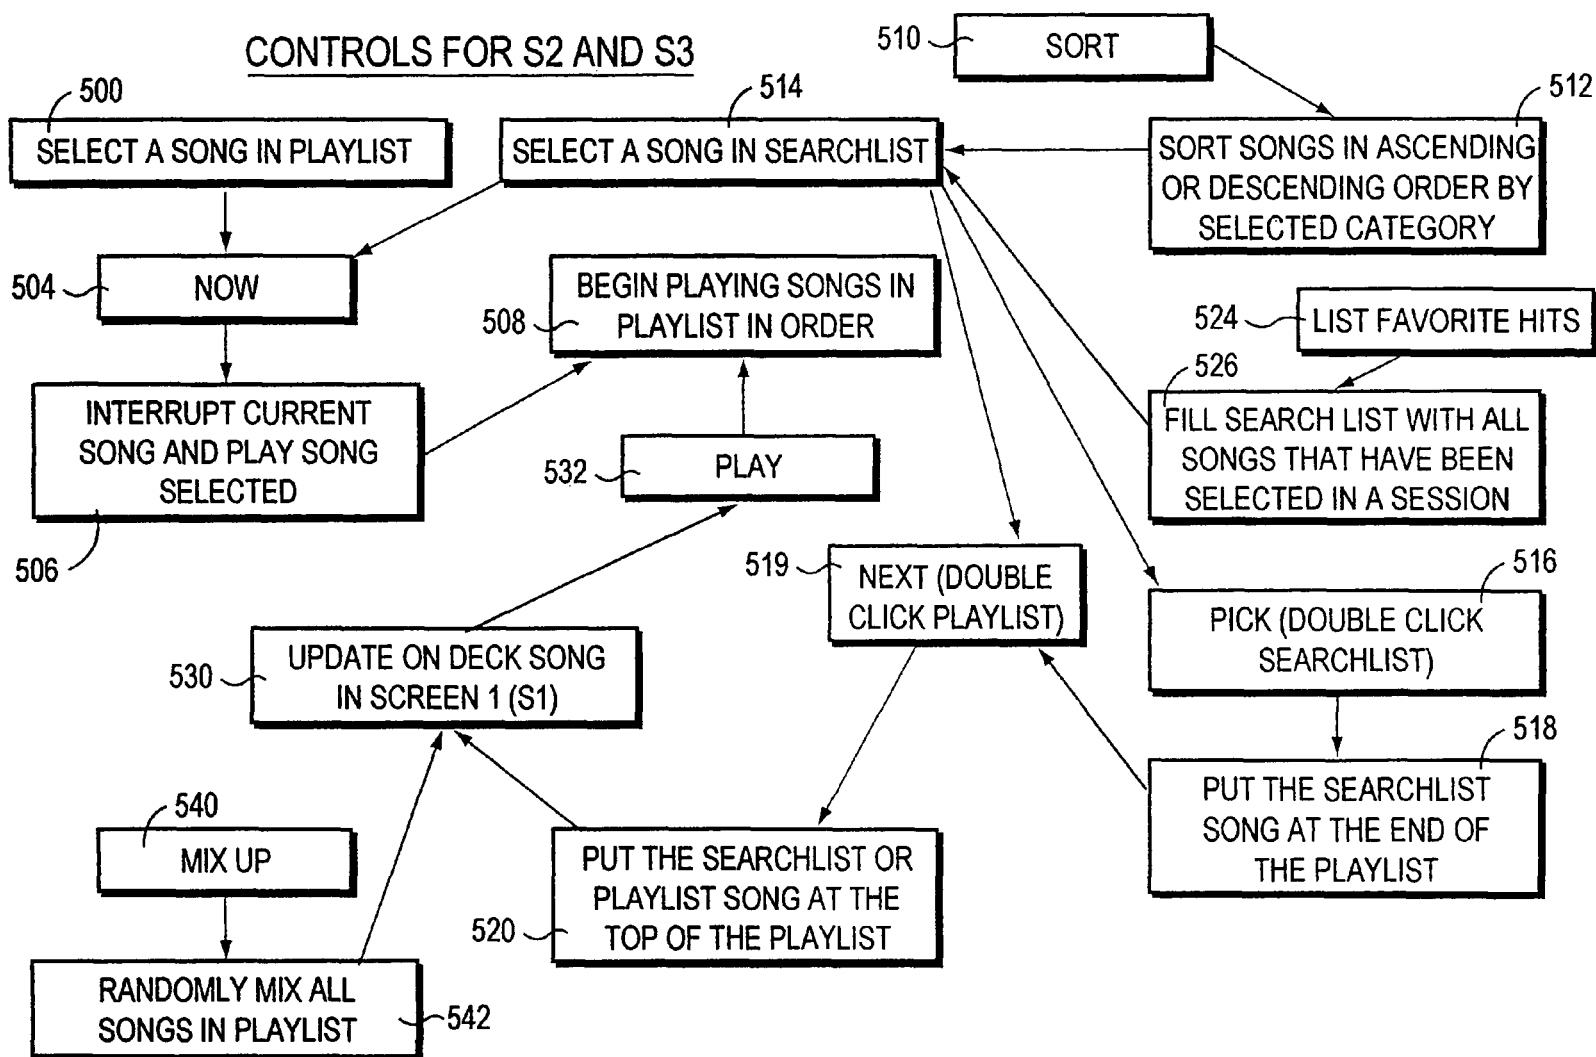 CONTROLS FOR S2 AND S3
510
SORT
500
SELECT A SONG IN PLAYLIST
514
SELECT A SONG IN SEARCHLIST
512
SORT SONGS IN ASCENDING
OR DESCENDING ORDER BY
SELECTED CATEGORY
504
NOW
508
BEGIN PLAYING SONGS IN
PLAYLIST IN ORDER
524
LIST FAVORITE HITS
526
FILL SEARCH LIST WITH ALL
SONGS THAT HAVE BEEN
SELECTED IN A SESSION
INTERRUPT CURRENT
SONG AND PLAY SONG
SELECTED
506
532
PLAY
519
NEXT (DOUBLE
CLICK PLAYLIST)
516
PICK (DOUBLE CLICK
SEARCHLIST)
530
UPDATE ON DECK SONG
IN SCREEN 1 (S1)
518
PUT THE SEARCHLIST
SONG AT THE END OF
THE PLAYLIST
540
MIX UP
520
PUT THE SEARCHLIST OR
PLAYLIST SONG AT THE
TOP OF THE PLAYLIST
RANDOMLY MIX ALL
SONGS IN PLAYLIST
542